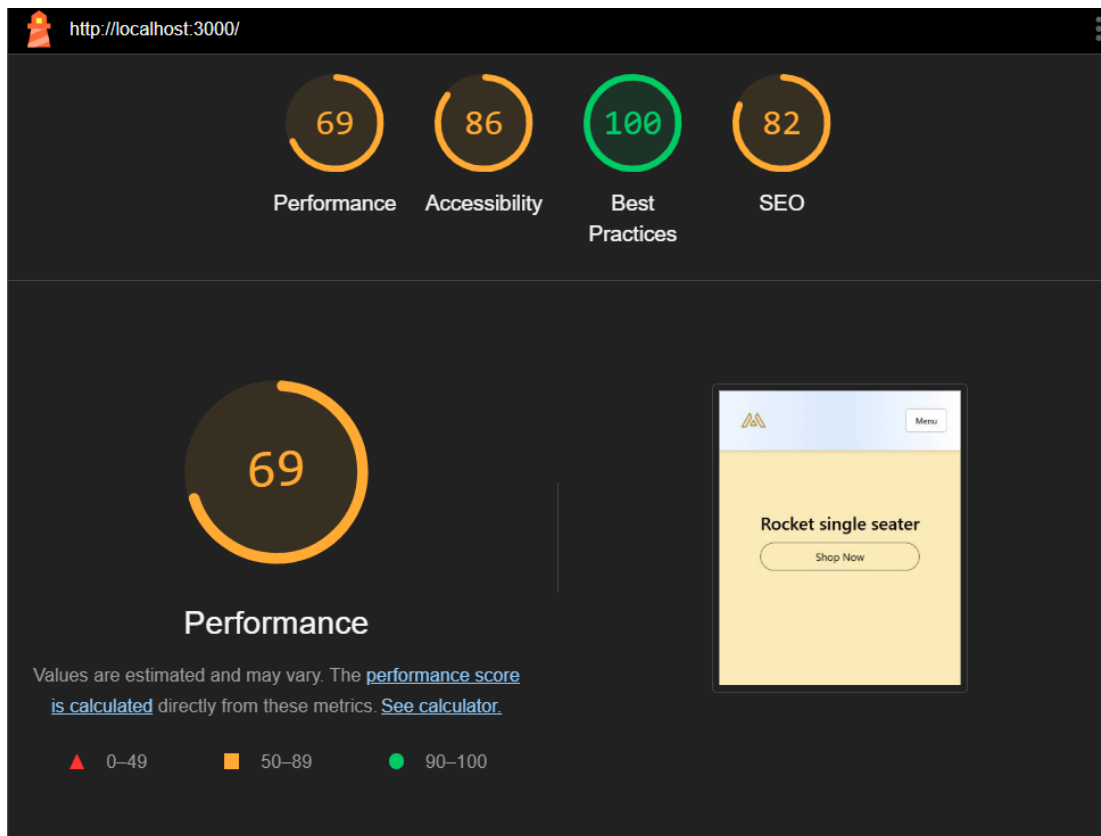 http://localhost:3000/
69
86
100
82
Performance
Accessibility
Best
Practices
SEO
69
Performance
Values are estimated and may vary. The performance score
is calculated directly from these metrics. See calculator.
0–49
50–89
90–100
Menu
Rocket single seater
Shop Now